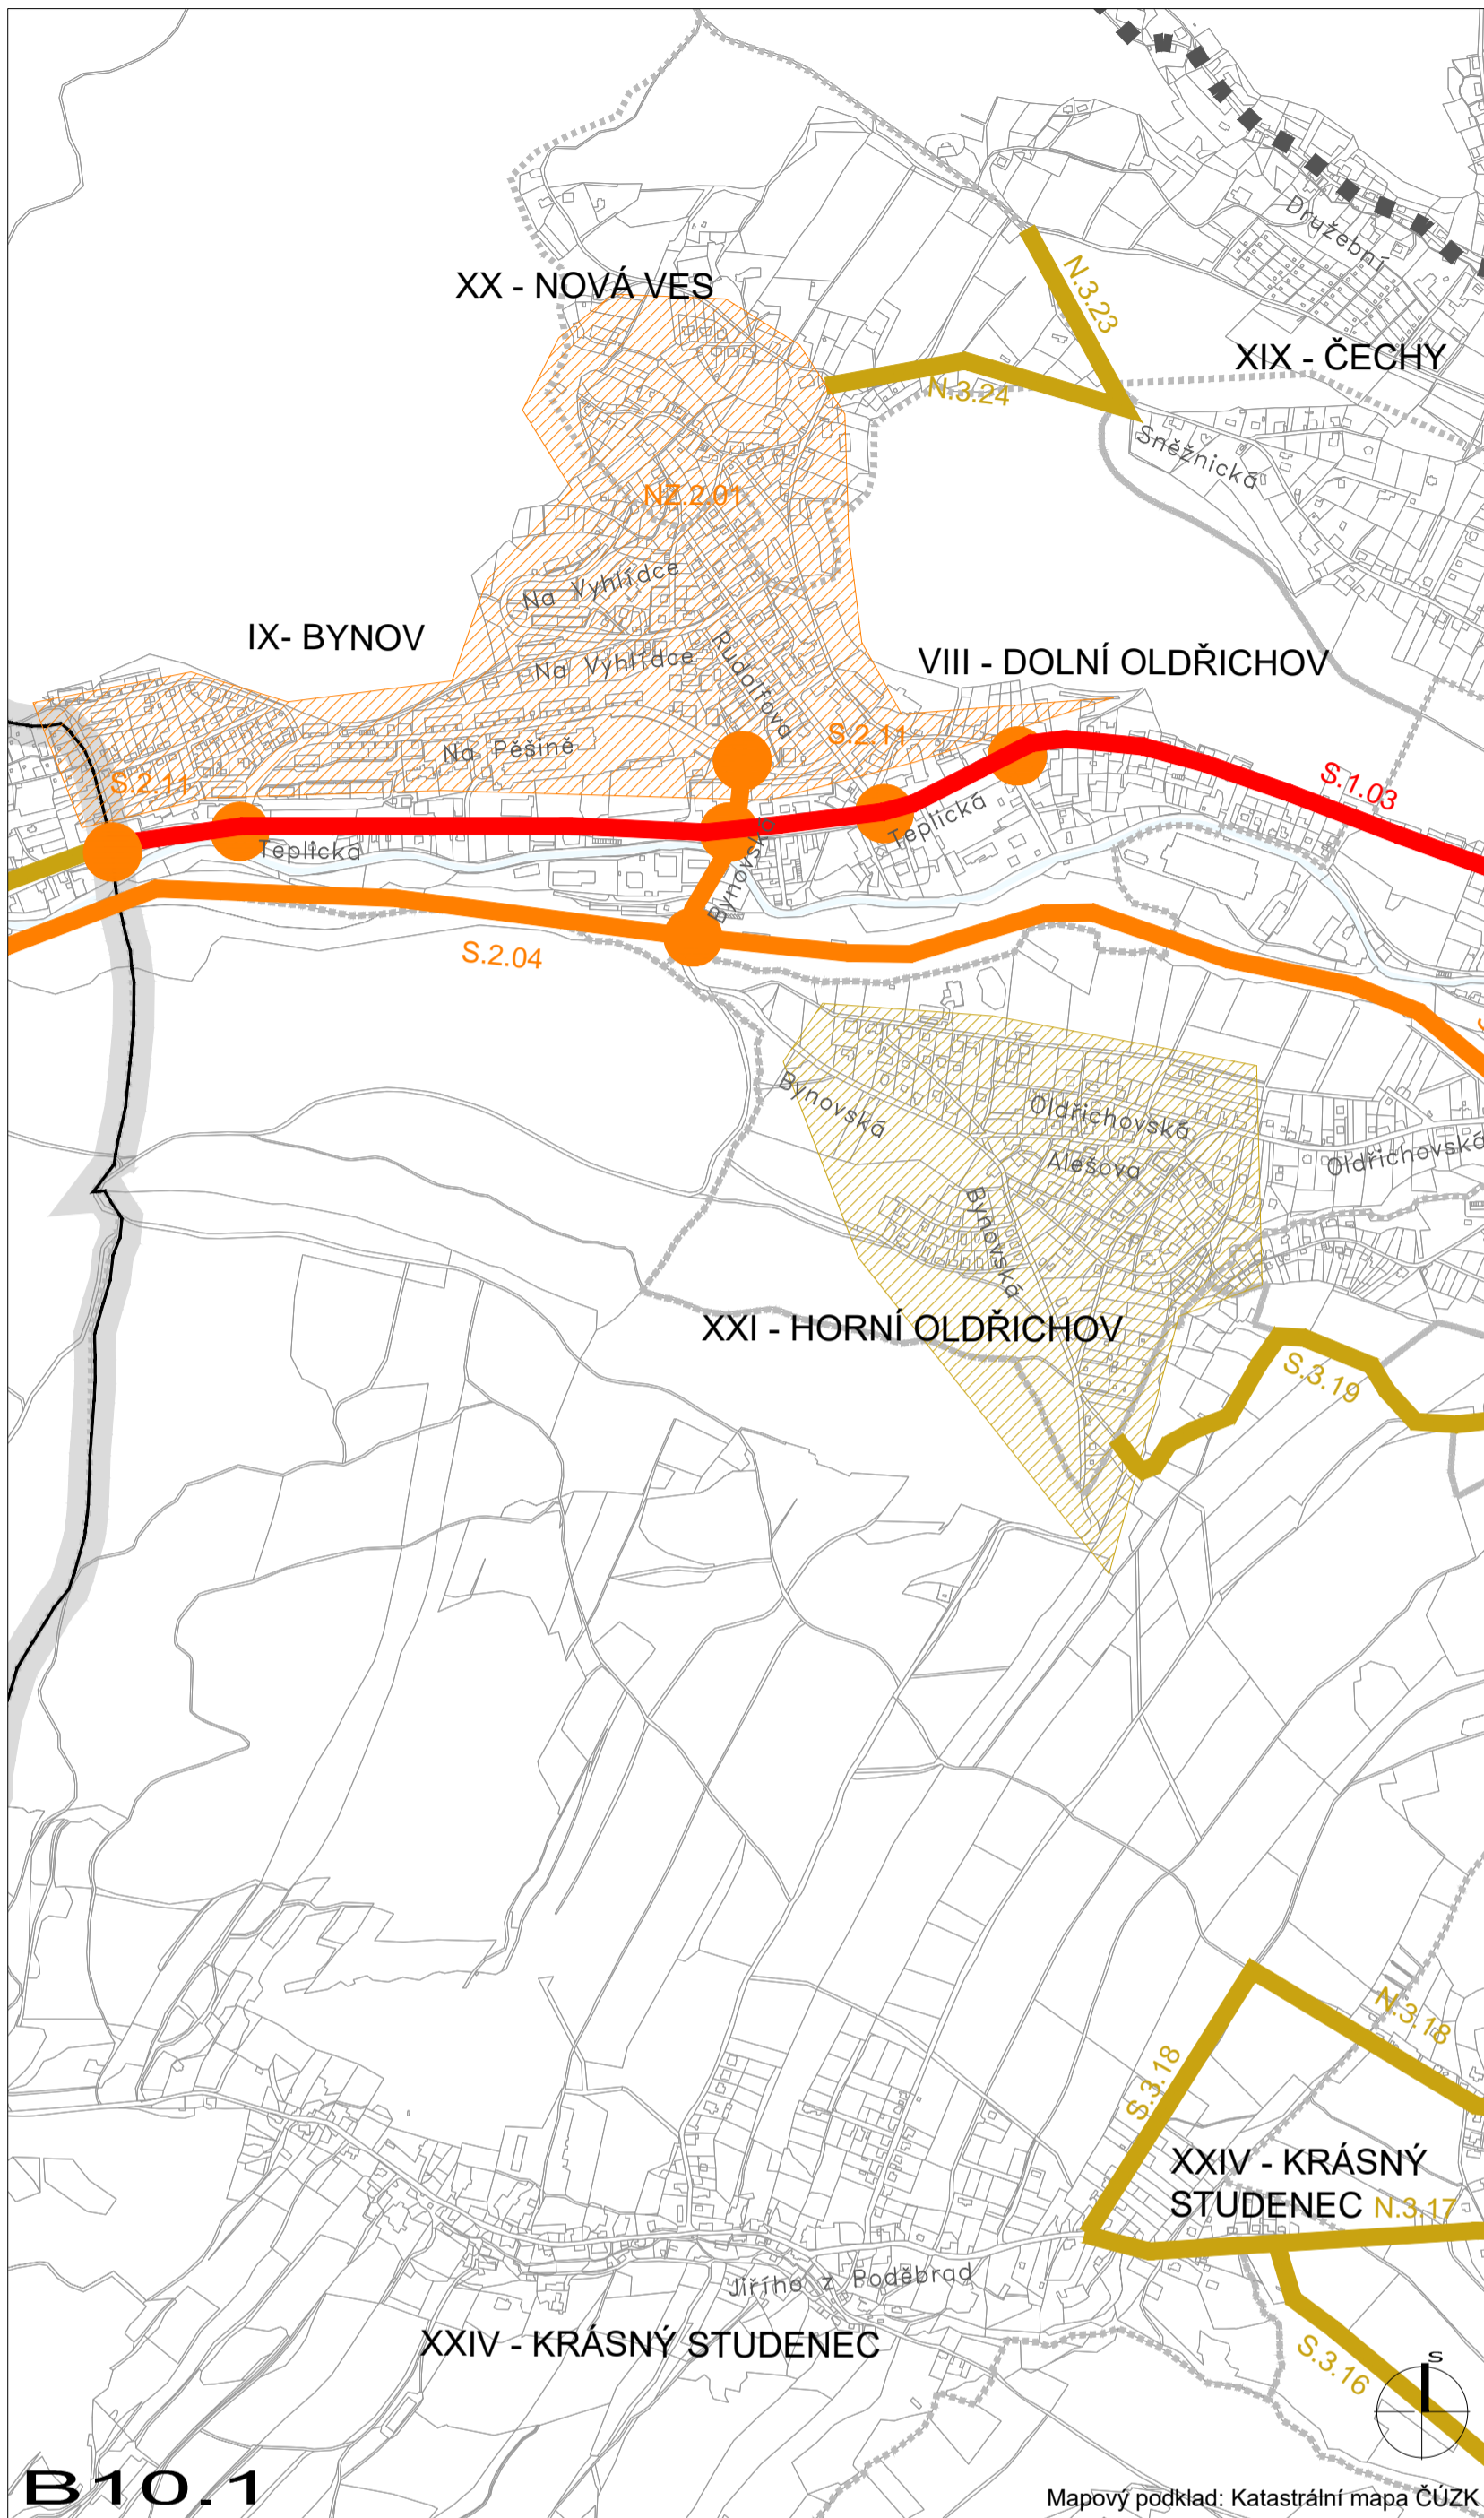 Družební
N.3.23
XX - NOVÁ VES
XIX - ČECHY
N.3.24
Sněžnická
NZ.2.01
Na Vyhlídce
IX- BYNOV
Rudolfova
Na Vyhlídce
VIII - DOLNÍ OLDŘICHOV
S.2.11
Na Pěšině
S.2.11
S.1.03
Teplická
Teplická
Bynovská
S.2.04
Bynovská
Oldřichovská
Oldřichovská
Alešova
Bynovská
XXI - HORNÍ OLDŘICHOV
S.3.19
N.3.18
S.3.18
XXIV - KRÁSNÝ
STUDENEC N.3.17
Jiřího z Poděbrad
XXIV - KRÁSNÝ STUDENEC
S.3.16
S
B10.1
Mapový podklad: Katastrální mapa ČÚZK